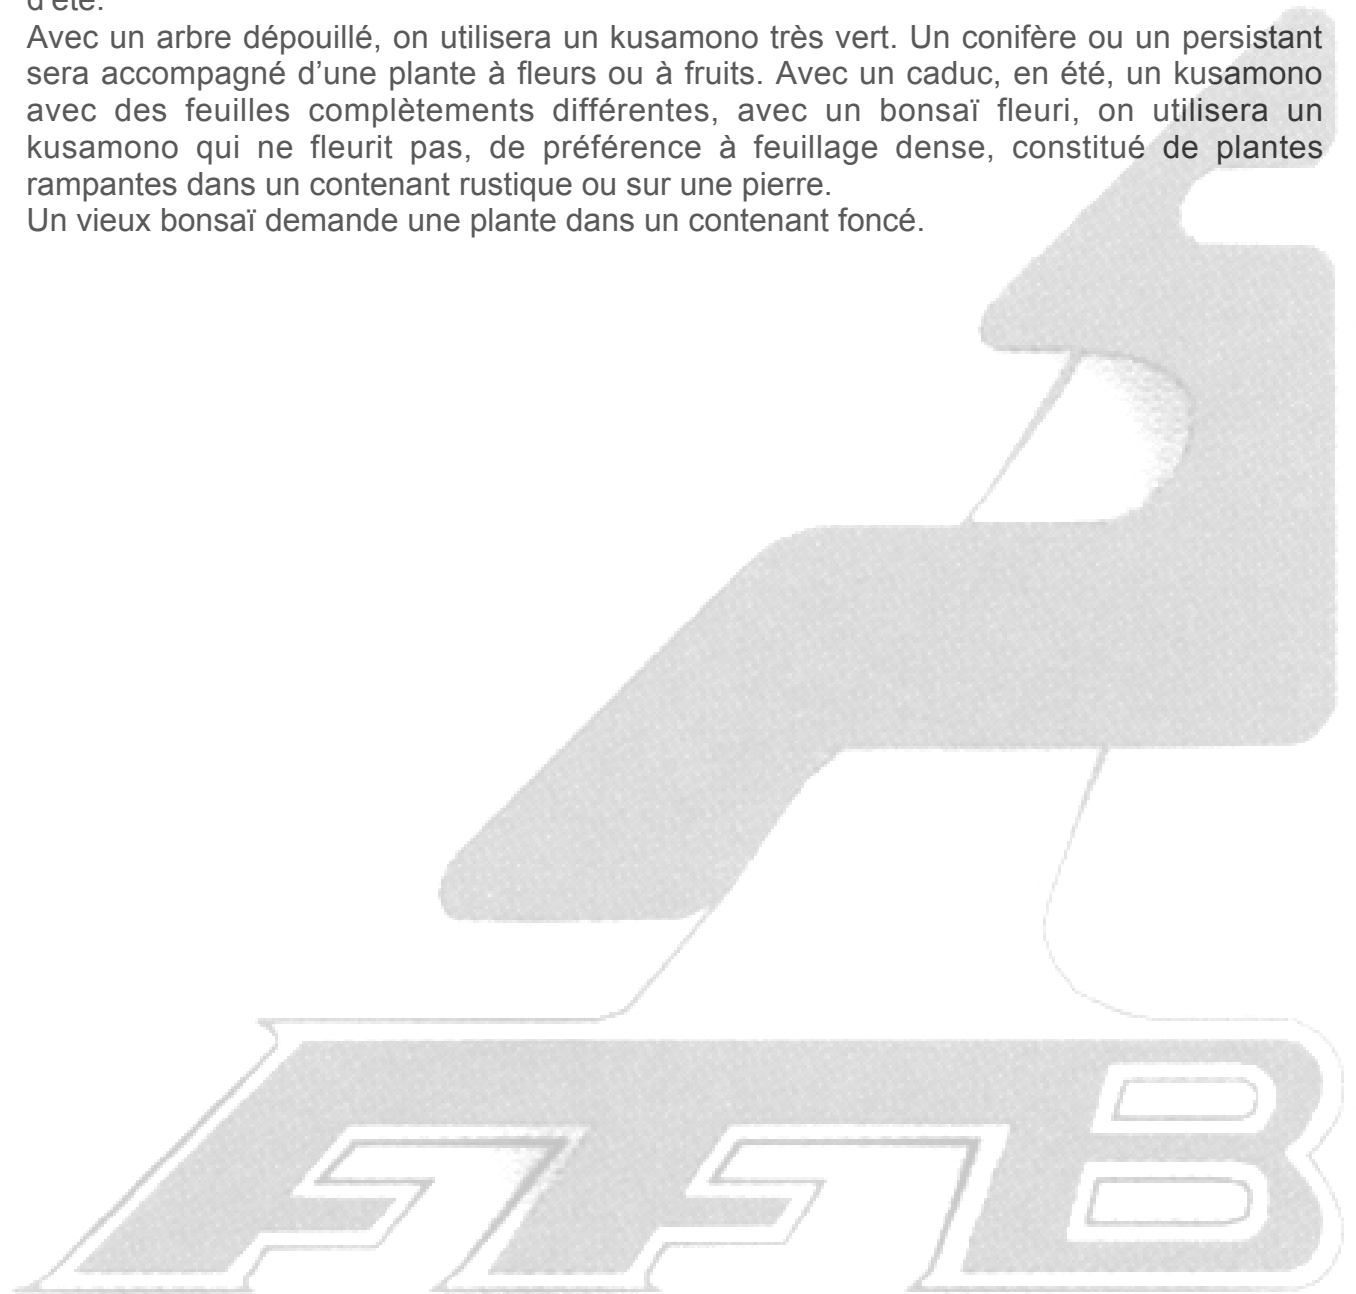 d'été.
Avec un arbre dépouillé, on utilisera un kusamono très vert. Un conifère ou un persistant
sera accompagné d’une plante à fleurs ou à fruits. Avec un caduc, en été, un kusamono
avec des feuilles complètements différentes, avec un bonsaï fleuri, on utilisera un
kusamono qui ne fleurit pas, de préférence à feuillage dense, constitué de plantes
rampantes dans un contenant rustique ou sur une pierre.
Un vieux bonsaï demande une plante dans un contenant foncé.
FFB